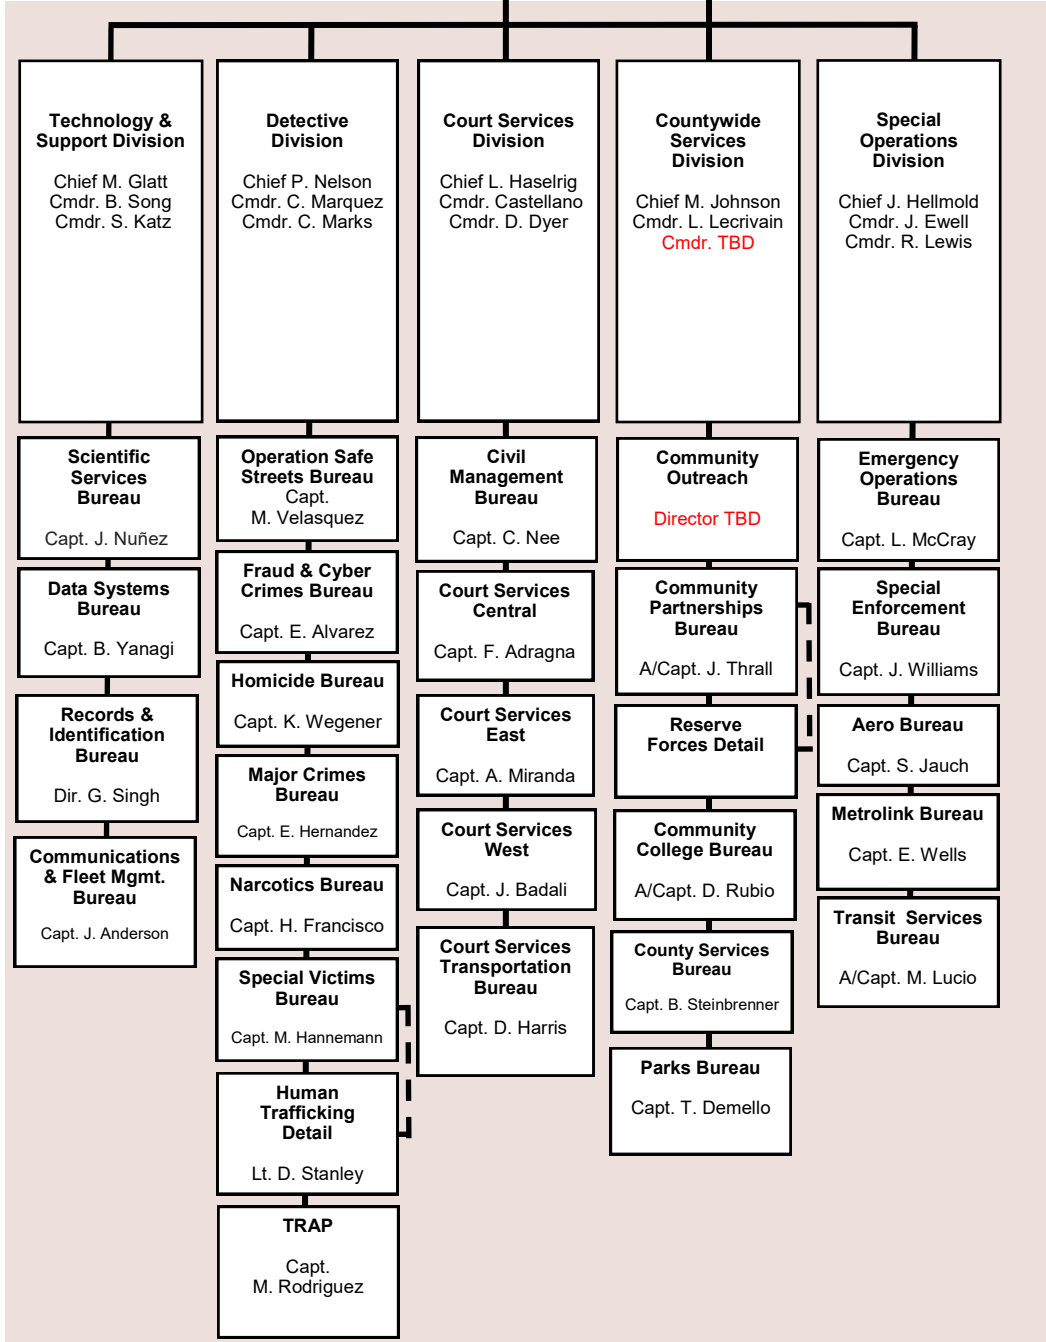 Technology &
Support Division
Chief M. Glatt
Cmdr. B. Song
Cmdr. S. Katz
Scientific
Services
Bureau
Capt. J. Nuñez
Data Systems
Bureau
Capt. B. Yanagi
Records &
Identification
Bureau
Dir. G. Singh
Communications
& Fleet Mgmt.
Bureau
Capt. J. Anderson
Detective
Division
Chief P. Nelson
Cmdr. C. Marquez
Cmdr. C. Marks
Operation Safe
Streets Bureau
Capt.
M. Velasquez
Fraud & Cyber
Crimes Bureau
Capt. E. Alvarez
Homicide Bureau
Capt. K. Wegener
Major Crimes
Bureau
Capt. E. Hernandez
Narcotics Bureau
Capt. H. Francisco
Special Victims
Bureau
Capt. M. Hannemann
Human
Trafficking
Detail
Lt. D. Stanley
TRAP
Capt.
M. Rodriguez
Court Services
Division
Chief L. Haselrig
Cmdr. Castellano
Cmdr. D. Dyer
Civil
Management
Bureau
Capt. C. Nee
Court Services
Central
Capt. F. Adragna
Court Services
East
Capt. A. Miranda
Court Services
West
Capt. J. Badali
Court Services
Transportation
Bureau
Capt. D. Harris
Countywide
Services
Division
Chief M. Johnson
Cmdr. L. Lecrivain
Cmdr. TBD
Community
Outreach
Director TBD
Community
Partnerships
Bureau
A/Capt. J. Thrall
Reserve
Forces Detail
Community
College Bureau
A/Capt. D. Rubio
County Services
Bureau
Capt. B. Steinbrenner
Parks Bureau
Capt. T. Demello
Special
Operations
Division
Chief J. Hellmold
Cmdr. J. Ewell
Cmdr. R. Lewis
Emergency
Operations
Bureau
Capt. L. McCray
Special
Enforcement
Bureau
Capt. J. Williams
Aero Bureau
Capt. S. Jauch
Metrolink Bureau
Capt. E. Wells
Transit Services
Bureau
A/Capt. M. Lucio